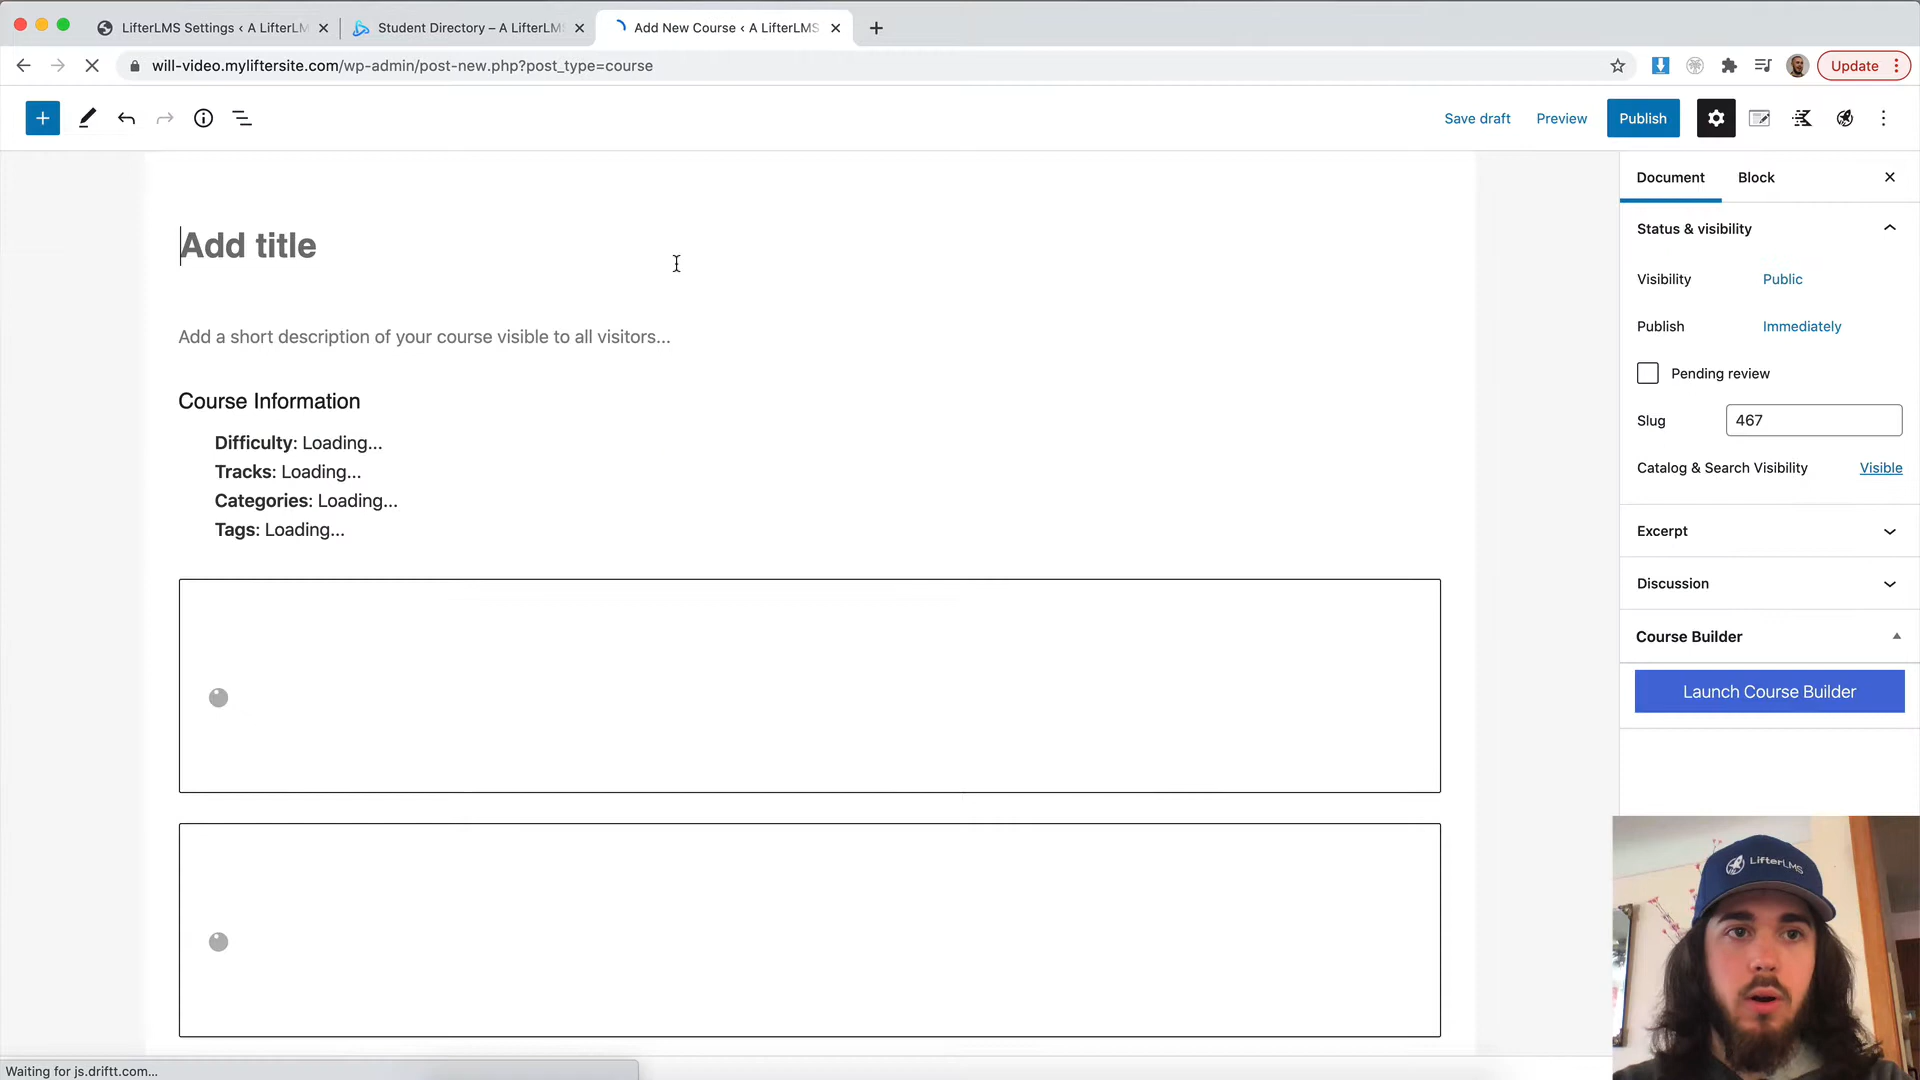 LifterLMS Settings ‹ A LifterLM
Student Directory – A LifterLMS
Add New Course ‹ A LifterLMS
will-video.myliftersite.com/wp-admin/post-new.php?post_type=course
Update
Save draft
Preview
Publish
Document
Block
Add title
Add a short description of your course visible to all visitors...
Course Information
Difficulty: Loading...
Tracks: Loading...
Categories: Loading...
Tags: Loading...
Status & visibility
Visibility
Public
Publish
Immediately
Pending review
Slug
467
Catalog & Search Visibility
Visible
Excerpt
Discussion
Course Builder
Launch Course Builder
LifterLMS
Waiting for js.driftt.com...